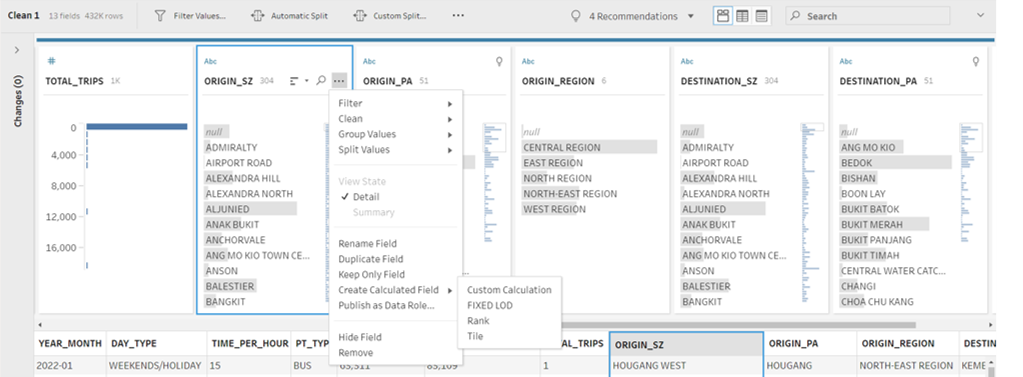 Clean 1 13 fields 432K rows Filter Values... Automatic Split Custom Split... ... 4 Recommendations Search
Changes (0)
#
TOTAL_TRIPS 1K
0
4,000
8,000
12,000
16,000
Abc
ORIGIN_SZ 304 ...
null
ADMIRALTY
AIRPORT ROAD
ALEXANDRA HILL
ALEXANDRA NORTH
ALJUNIED
ANAK BUKIT
ANCHORVALE
ANG MO KIO TOWN CE...
ANSON
BALESTIER
BANGKIT
Abc
ORIGIN_PA 51
Filter
Clean
Group Values
Split Values
View State
✓ Detail
Summary
Rename Field
Duplicate Field
Keep Only Field
Create Calculated Field
Publish as Data Role...
Hide Field
Remove
Custom Calculation
FIXED LOD
Rank
Tile
Abc
ORIGIN_REGION 6
null
CENTRAL REGION
EAST REGION
NORTH REGION
NORTH-EAST REGION
WEST REGION
Abc
DESTINATION_SZ 304
null
ADMIRALTY
AIRPORT ROAD
ALEXANDRA HILL
ALEXANDRA NORTH
ALJUNIED
ANAK BUKIT
ANCHORVALE
ANG MO KIO TOWN CE...
ANSON
BALESTIER
BANGKIT
Abc
DESTINATION_PA 51
null
ANG MO KIO
BEDOK
BISHAN
BOON LAY
BUKIT BATOK
BUKIT MERAH
BUKIT PANJANG
BUKIT TIMAH
CENTRAL WATER CATC...
CHANGI
CHOA CHU KANG
YEAR_MONTH DAY_TYPE TIME_PER_HOUR PT_TYPE AL_TRIPS ORIGIN_SZ ORIGIN_PA ORIGIN_REGION DESTIN
2022-01 WEEKENDS/HOLIDAY 15 BUS 1 HOUGANG WEST HOUGANG NORTH-EAST REGION KEME